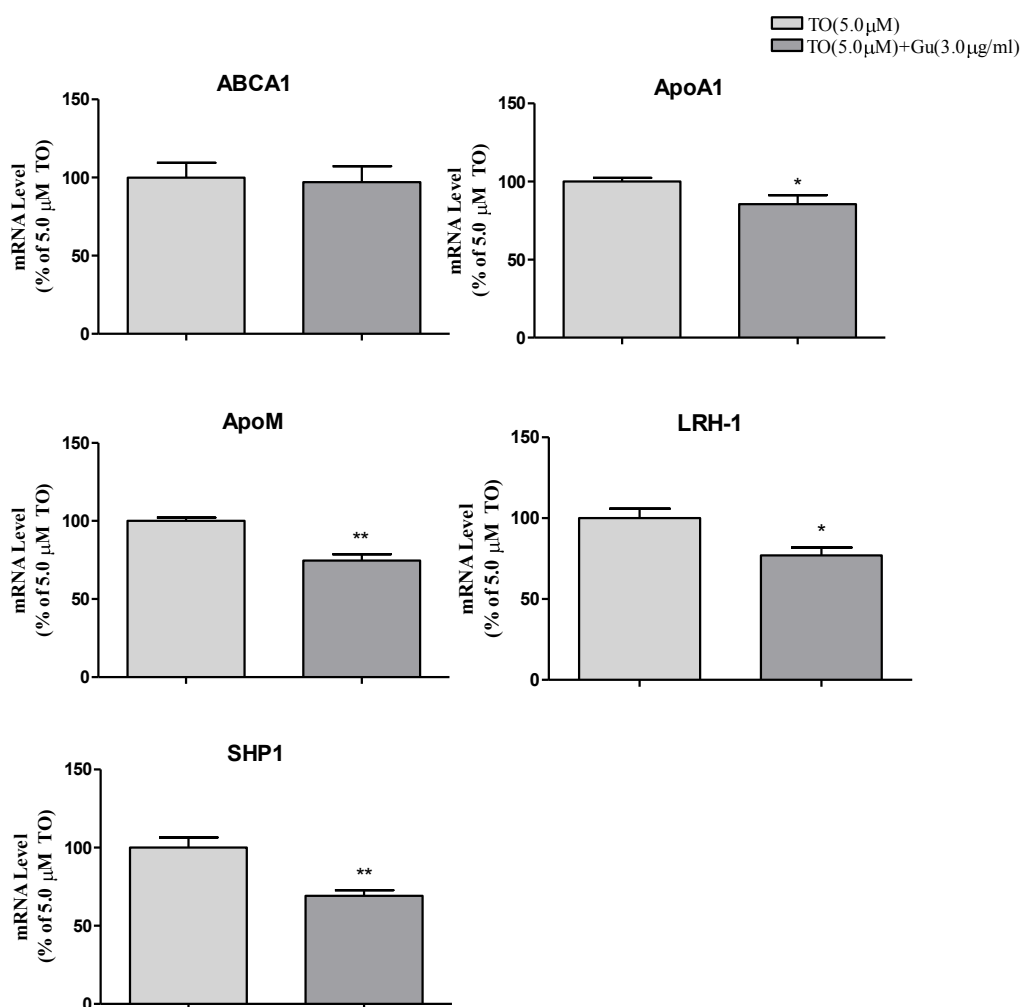 TO(5.0μM)
TO(5.0μM)+Gu(3.0μg/ml)
ABCA1
mRNA Level
(% of 5.0 μM TO)
150
100
50
0
ApoA1
mRNA Level
(% of 5.0 μM TO)
150
100
50
0
*
ApoM
mRNA Level
(% of 5.0 μM TO)
150
100
50
0
**
LRH-1
mRNA Level
(% of 5.0 μM TO)
150
100
50
0
*
SHP1
mRNA Level
(% of 5.0 μM TO)
150
100
50
0
**